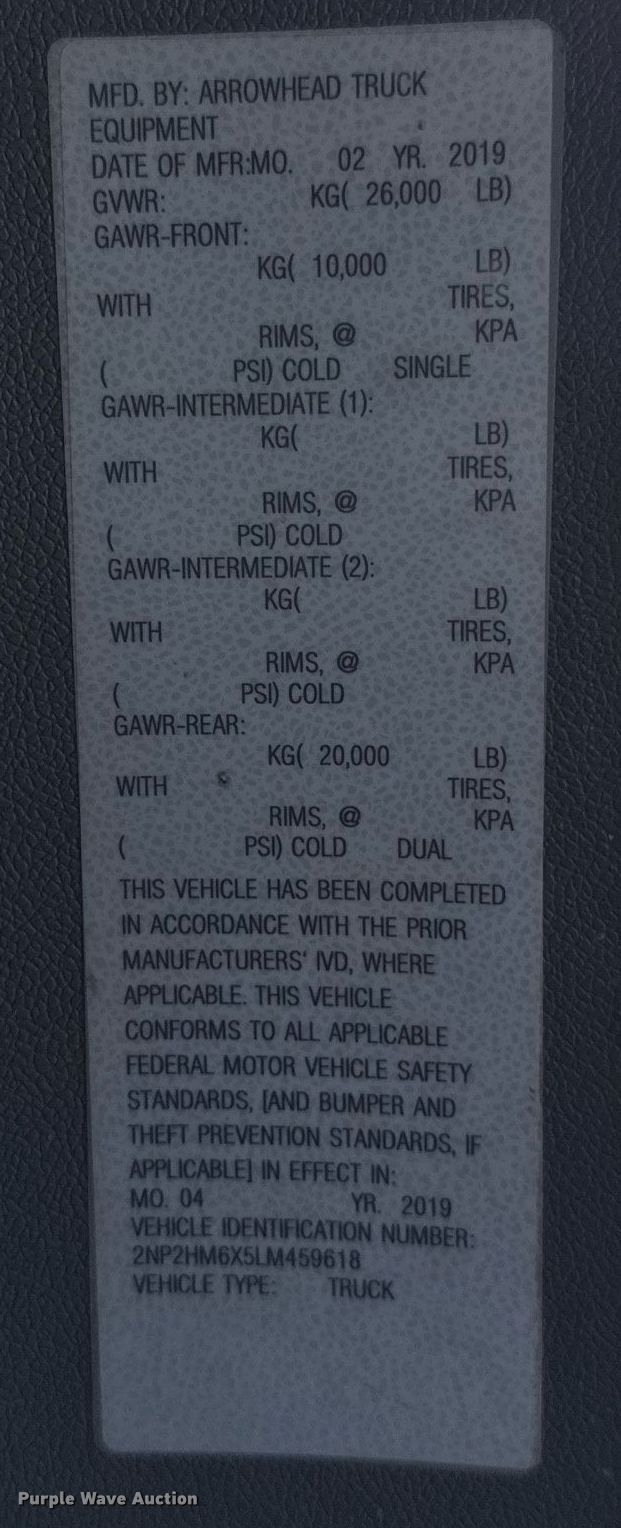 MFD. BY: ARROWHEAD TRUCK
EQUIPMENT
DATE OF MFR:MO. 02 YR. 2019
GVWR: KG( 26,000 LB)
GAWR-FRONT:
KG( 10,000 LB)
WITH TIRES,
RIMS, @ KPA
( PSI) COLD SINGLE
GAWR-INTERMEDIATE (1):
KG( LB)
WITH TIRES,
RIMS, @ KPA
( PSI) COLD
GAWR-INTERMEDIATE (2):
KG( LB)
WITH TIRES,
RIMS, @ KPA
( PSI) COLD
GAWR-REAR:
KG( 20,000 LB)
WITH TIRES,
RIMS, @ KPA
( PSI) COLD DUAL
THIS VEHICLE HAS BEEN COMPLETED
IN ACCORDANCE WITH THE PRIOR
MANUFACTURERS' IVD, WHERE
APPLICABLE. THIS VEHICLE
CONFORMS TO ALL APPLICABLE
FEDERAL MOTOR VEHICLE SAFETY
STANDARDS, [AND BUMPER AND
THEFT PREVENTION STANDARDS, IF
APPLICABLE] IN EFFECT IN:
MO. 04 YR. 2019
VEHICLE IDENTIFICATION NUMBER:
2NP2HM6X5LM459618
VEHICLE TYPE: TRUCK
Purple Wave Auction